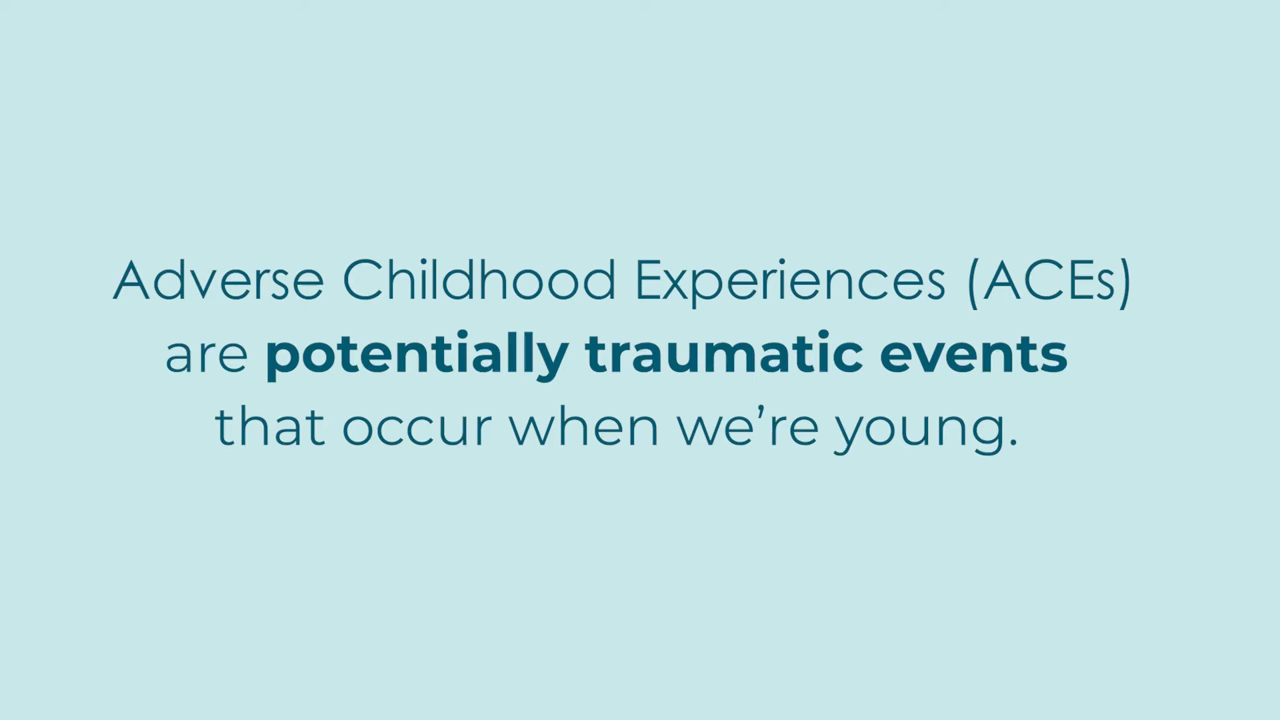 Adverse Childhood Experiences (ACEs)
are potentially traumatic events
that occur when we’re young.